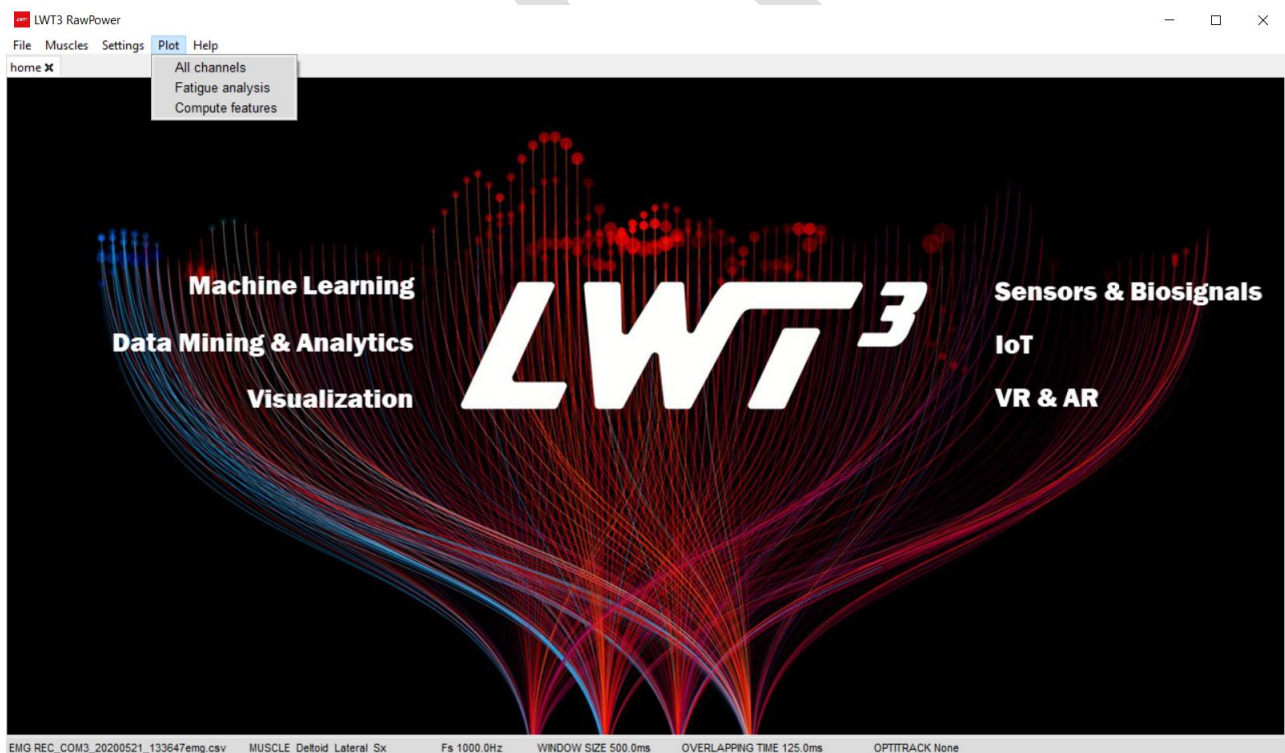 LWT3 RawPower
File Muscles Settings Plot Help
home ✖
All channels
Fatigue analysis
Compute features
Machine Learning
Data Mining & Analytics
Visualization
LWT3
Sensors & Biosignals
IoT
VR & AR
EMG REC_COM3_20200521_133647emg.csv MUSCLE Deltoid_Lateral_Sx Fs 1000.0Hz WINDOW SIZE 500.0ms OVERLAPPING TIME 125.0ms OPTITRACK None